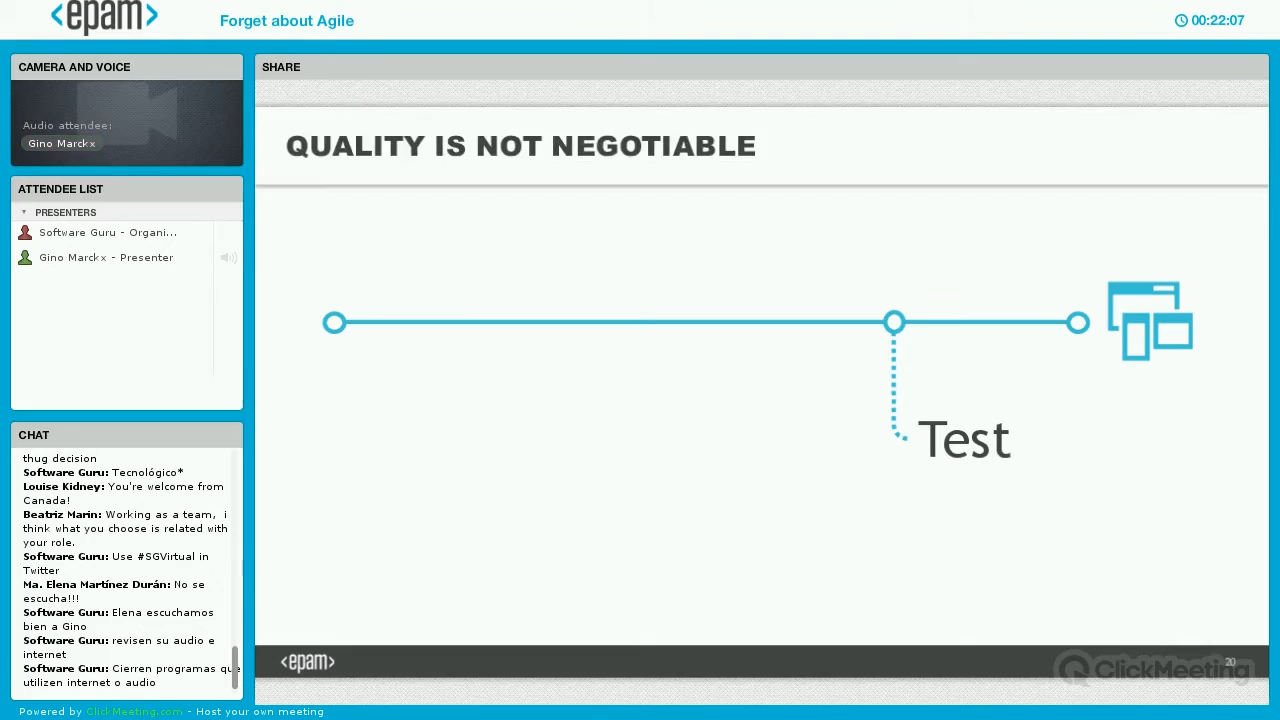 <epam>
Forget about Agile
00:22:07
CAMERA AND VOICE
Audio attendee:
Gino Marckx
ATTENDEE LIST
PRESENTERS
Software Guru - Organi...
Gino Marckx - Presenter
CHAT
thug decision
Software Guru: Tecnológico*
Louise Kidney: You're welcome from
Canada!
Beatriz Marin: Working as a team, i
think what you choose is related with
your role.
Software Guru: Use #SGVirtual in
Twitter
Ma. Elena Martínez Durán: No se
escucha!!!
Software Guru: Elena escuchamos
bien a Gino
Software Guru: revisen su audio e
internet
Software Guru: Cierren programas que
utilizen internet o audio
SHARE
QUALITY IS NOT NEGOTIABLE
Test
<epam>
20
ClickMeeting
Powered by ClickMeeting.com - Host your own meeting